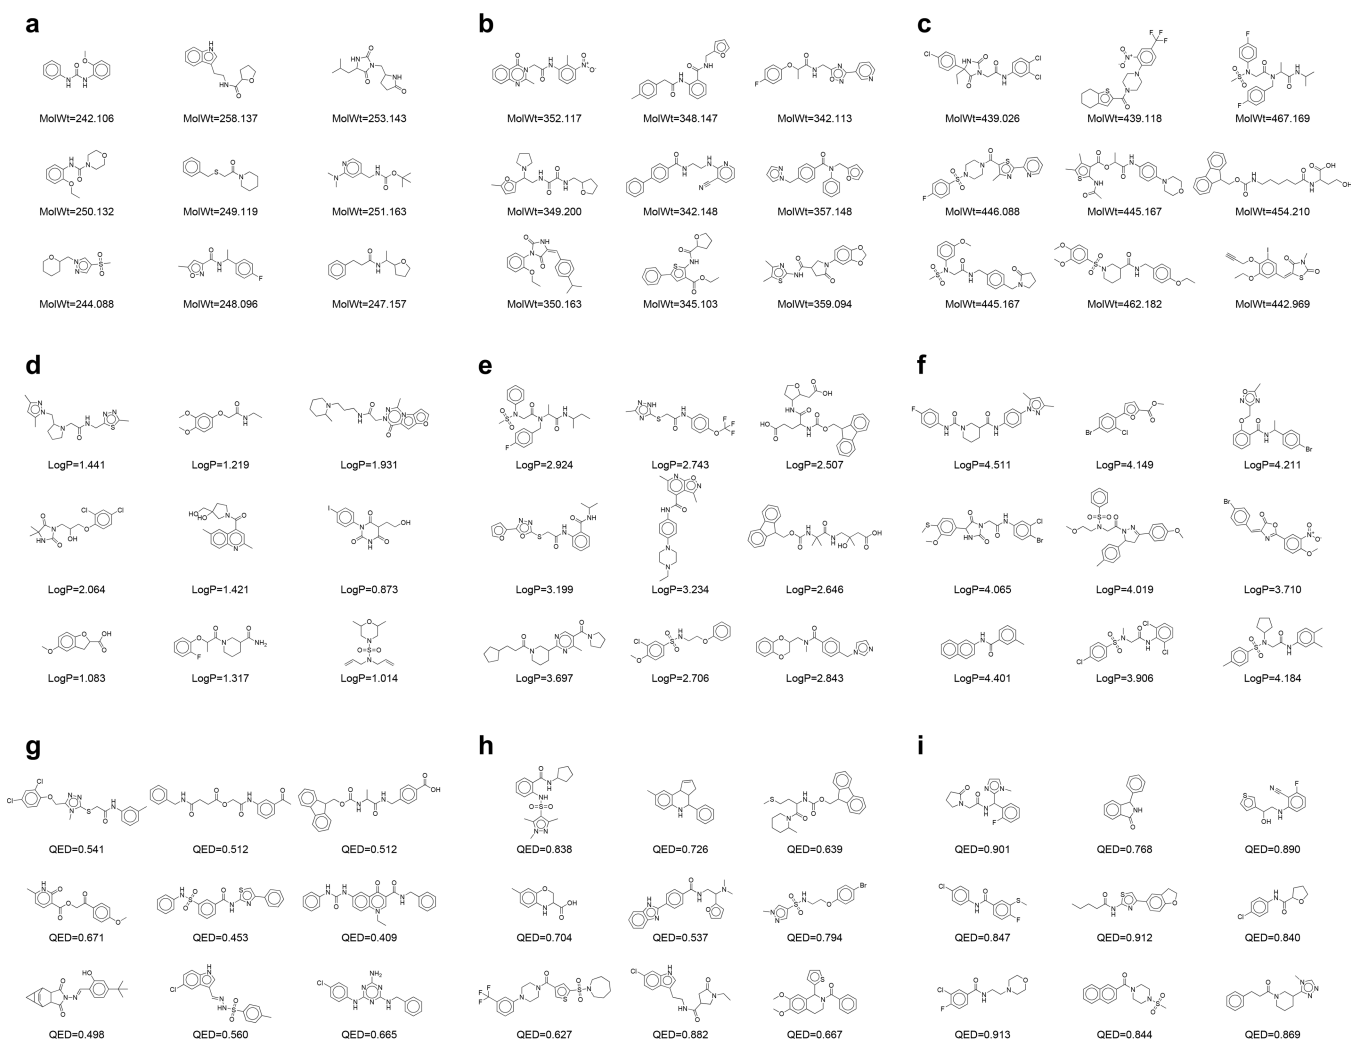 a b c
MolWt=242.106 MolWt=258.137 MolWt=253.143 MolWt=352.117 MolWt=348.147 MolWt=342.113 MolWt=439.026 MolWt=439.118 MolWt=467.169
MolWt=250.132 MolWt=249.119 MolWt=251.163 MolWt=349.200 MolWt=342.148 MolWt=357.148 MolWt=446.088 MolWt=445.167 MolWt=454.210
MolWt=244.088 MolWt=248.096 MolWt=247.157 MolWt=350.163 MolWt=345.103 MolWt=359.094 MolWt=445.167 MolWt=462.182 MolWt=442.969
d e f
LogP=1.441 LogP=1.219 LogP=1.931 LogP=2.924 LogP=2.743 LogP=2.507 LogP=4.511 LogP=4.149 LogP=4.211
LogP=2.064 LogP=1.421 LogP=0.873 LogP=3.199 LogP=3.234 LogP=2.646 LogP=4.065 LogP=4.019 LogP=3.710
LogP=1.083 LogP=1.317 LogP=1.014 LogP=3.697 LogP=2.706 LogP=2.843 LogP=4.401 LogP=3.906 LogP=4.184
g h i
QED=0.541 QED=0.512 QED=0.512 QED=0.838 QED=0.726 QED=0.639 QED=0.901 QED=0.768 QED=0.890
QED=0.671 QED=0.453 QED=0.409 QED=0.704 QED=0.537 QED=0.794 QED=0.847 QED=0.912 QED=0.840
QED=0.498 QED=0.560 QED=0.665 QED=0.627 QED=0.882 QED=0.667 QED=0.913 QED=0.844 QED=0.869